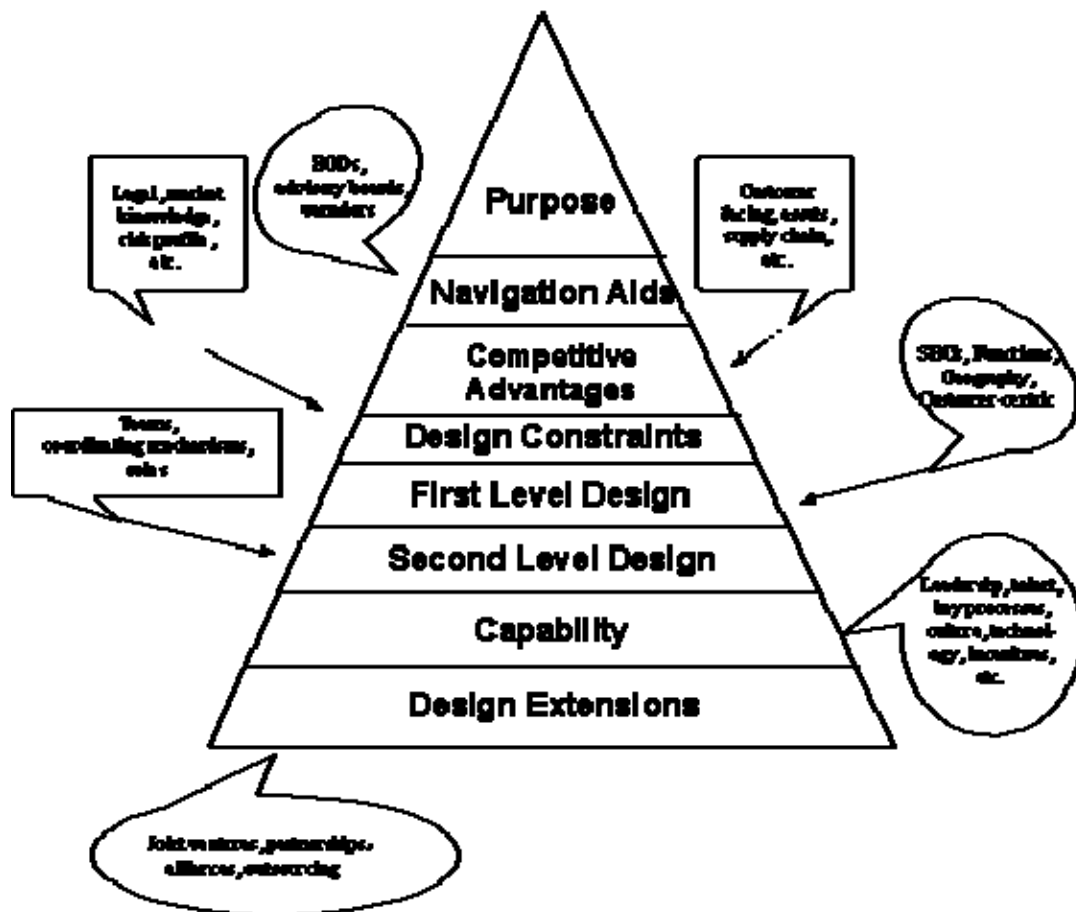 BODs,
advisory boards,
members
Legal, market
knowledge,
risk profile,
etc.
Customer
facing, costs,
supply chain,
etc.
Purpose
Navigation Aids
Competitive
Advantages
SBUs, Functions,
Geography,
Customer-centric
Design Constraints
Teams,
coordinating mechanisms,
roles
First Level Design
Second Level Design
Capability
Leadership, talent,
key processes,
culture, technol-
ogy, incentives,
etc.
Design Extensions
Joint ventures, partnerships,
alliances, outsourcing